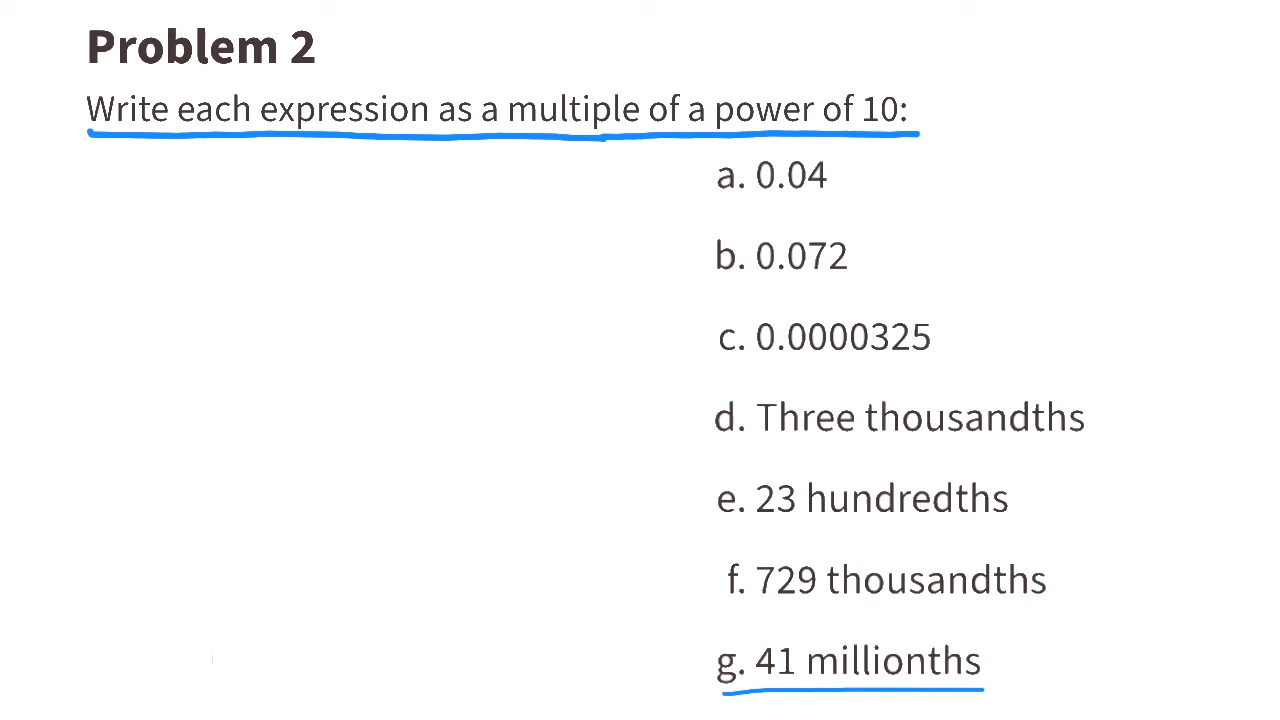 Problem 2
Write each expression as a multiple of a power of 10:
a. 0.04
b. 0.072
c. 0.0000325
d. Three thousandths
e. 23 hundredths
f. 729 thousandths
g. 41 millionths